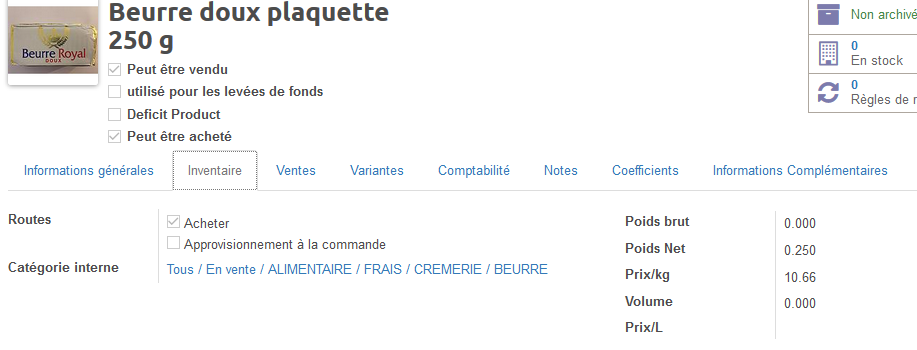 Beurre doux plaquette
250 g
Beurre Royal
DOUX
Peut être vendu
utilisé pour les levées de fonds
Deficit Product
Peut être acheté
Non archivé
0
En stock
0
Règles de r
Informations générales Inventaire Ventes Variantes Comptabilité Notes Coefficients Informations Complémentaires
Routes
Acheter
Approvisionnement à la commande
Catégorie interne
Tous / En vente / ALIMENTAIRE / FRAIS / CREMERIE / BEURRE
Poids brut 0.000
Poids Net 0.250
Prix/kg 10.66
Volume 0.000
Prix/L